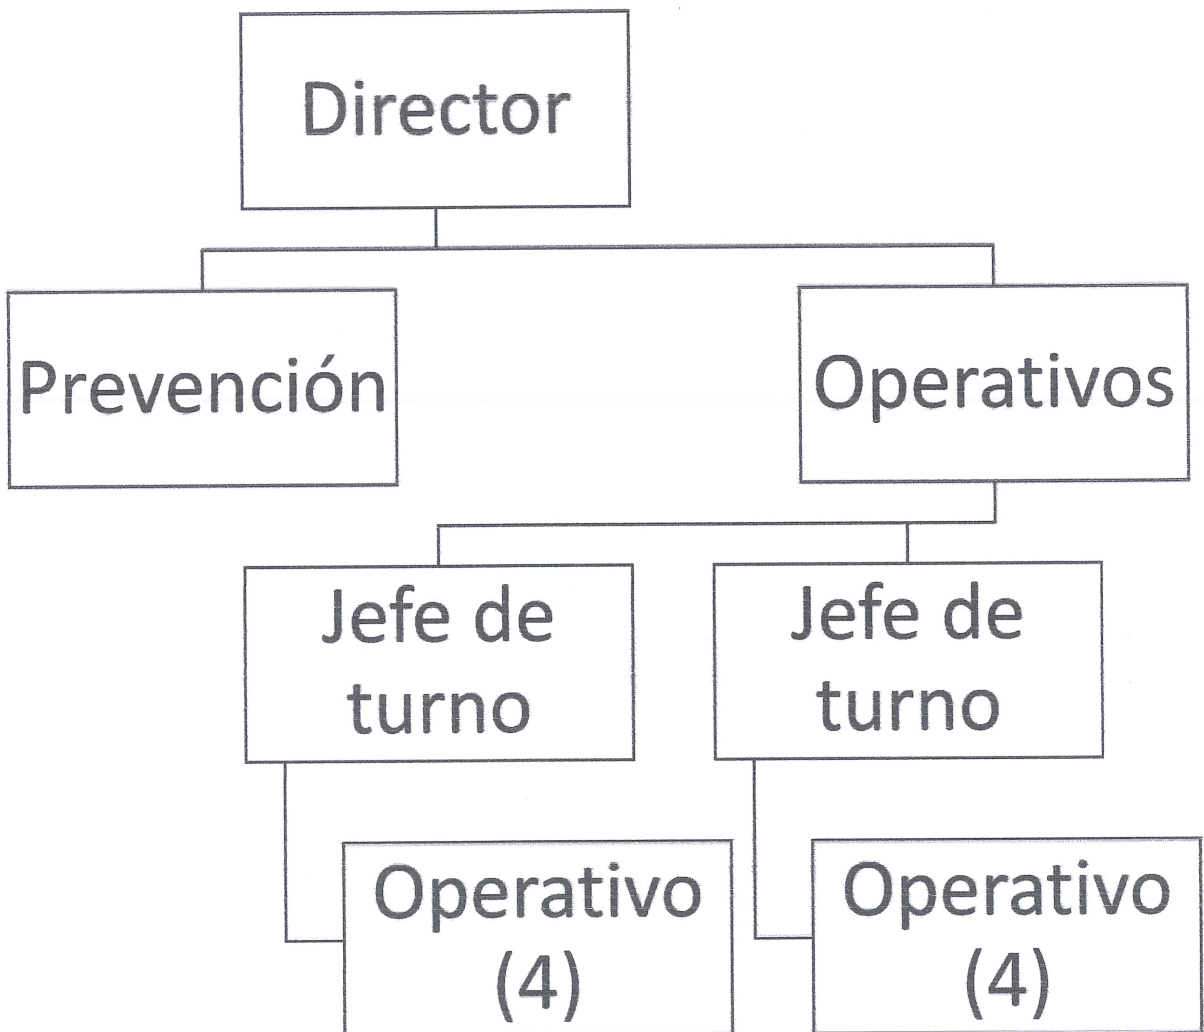 Director
Prevención
Operativos
Jefe de
turno
Jefe de
turno
Operativo
(4)
Operativo
(4)